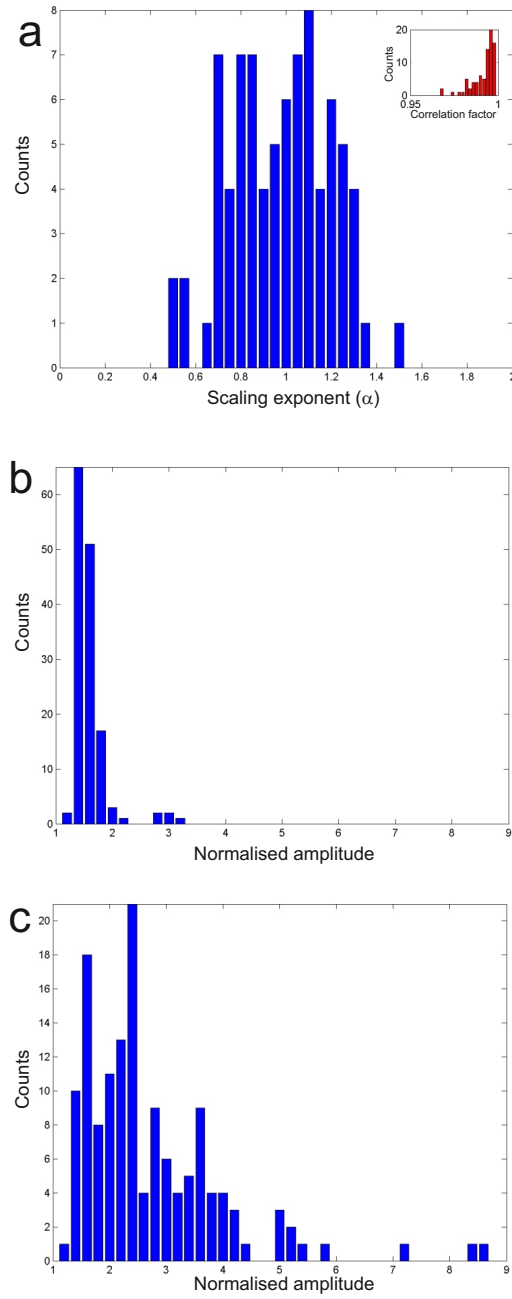 a
8
7
6
5
4
3
2
1
0
Counts
0 0.2 0.4 0.6 0.8 1 1.2 1.4 1.6 1.8 2
Scaling exponent (α)
20
10
0
Counts
0.95 1
Correlation factor
b
60
50
40
30
20
10
0
Counts
1 2 3 4 5 6 7 8 9
Normalised amplitude
c
20
18
16
14
12
10
8
6
4
2
0
Counts
1 2 3 4 5 6 7 8 9
Normalised amplitude